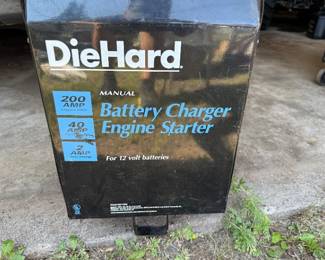 DieHard
MANUAL
200
AMP
Battery Charger
40
AMP
Engine Starter
2
AMP
For 12 volt batteries